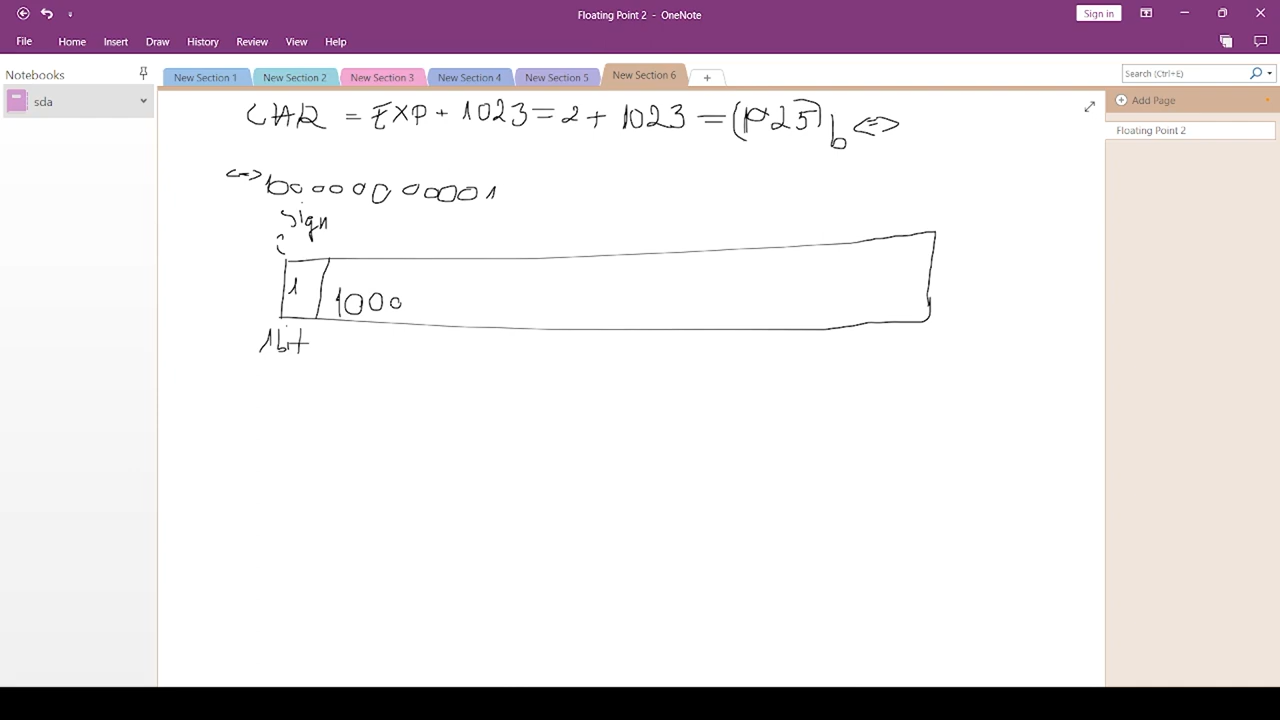 Floating Point 2 - OneNote
Sign in
File Home Insert Draw History Review View Help
Notebooks
New Section 1 New Section 2 New Section 3 New Section 4 New Section 5 New Section 6 +
Search (Ctrl+E)
sda
Add Page
Floating Point 2
CAR = EXP + 1023 = 2 + 1023 = (1025)b <=>
<=> 10000000001
Sign
1 1000
1bit